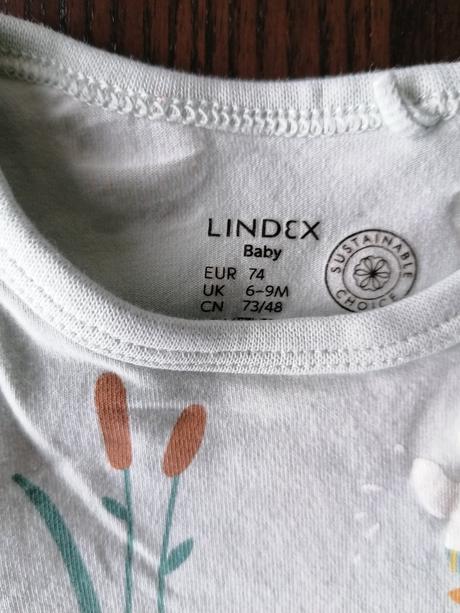 LINDEX
Baby
EUR 74
UK 6-9M
CN 73/48
SUSTAINABLE
CHOICE